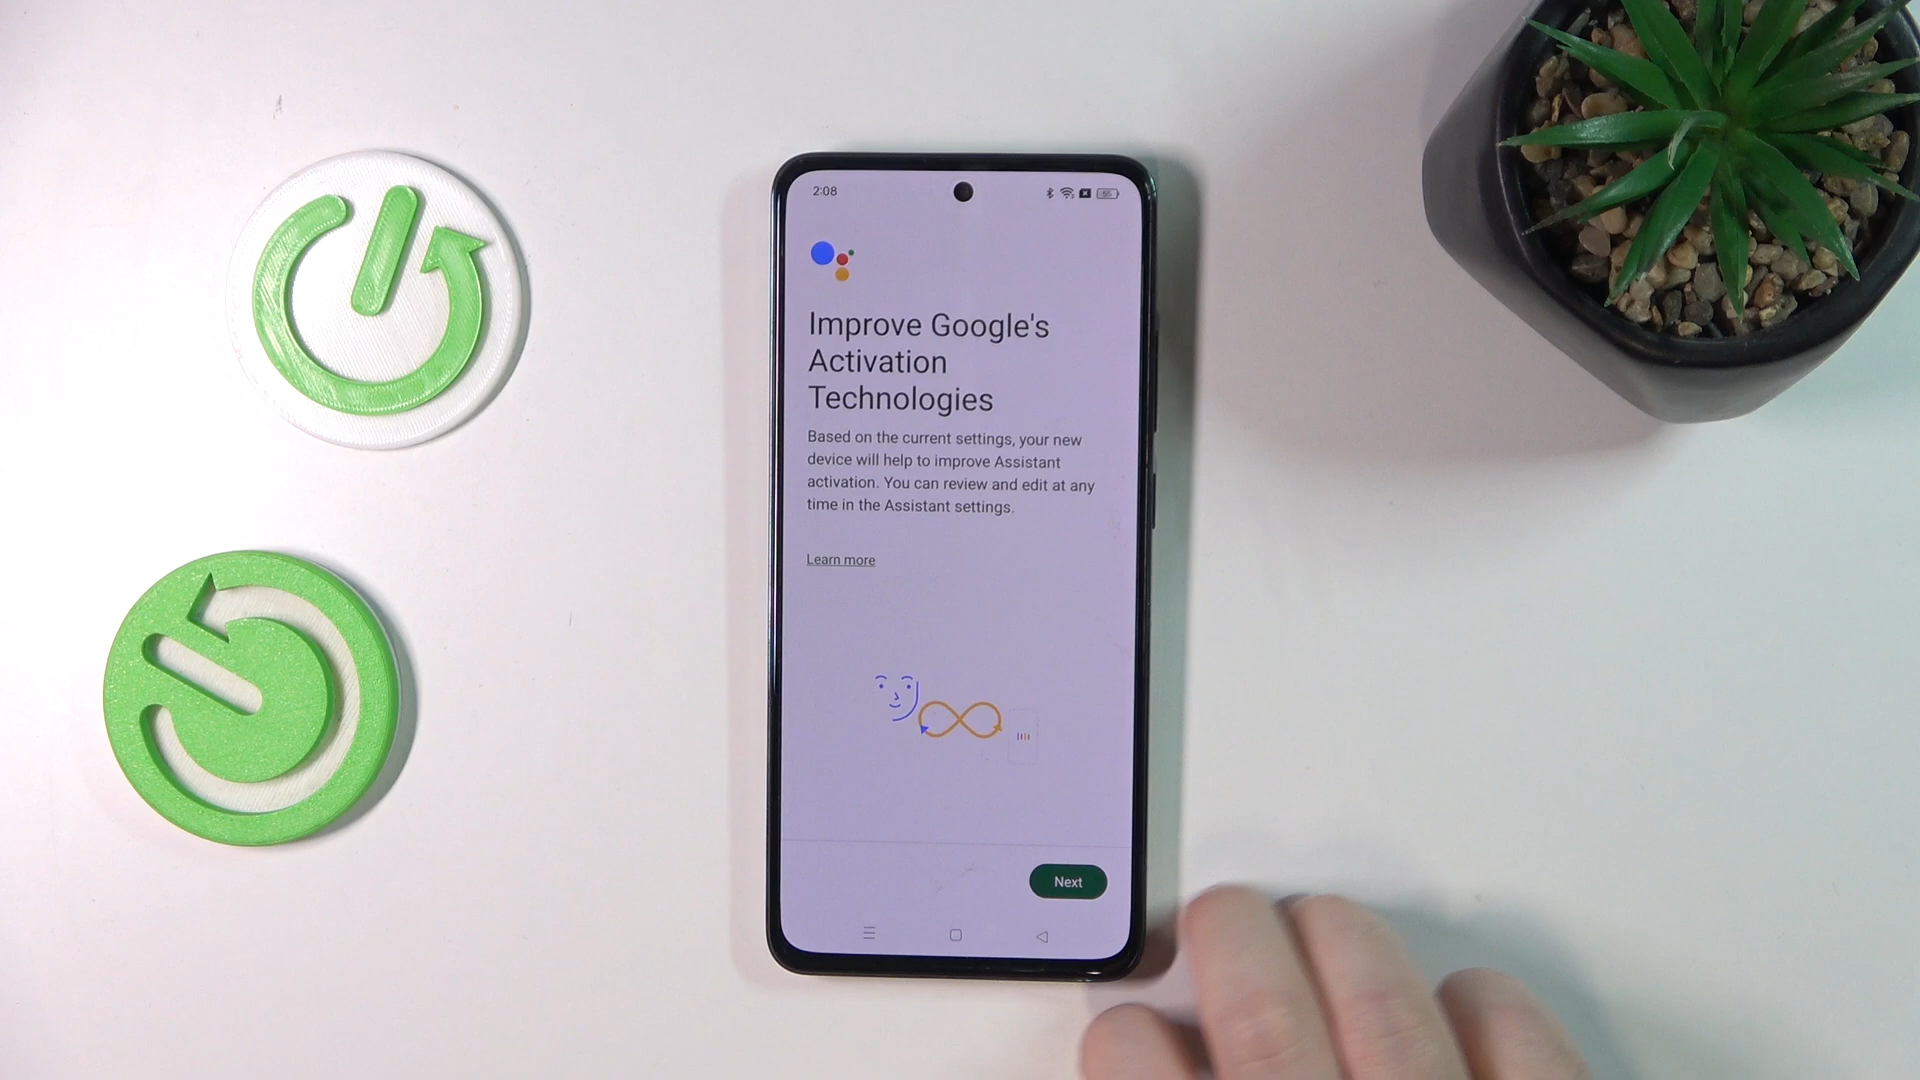 2:08
55
Improve Google's
Activation
Technologies
Based on the current settings, your new
device will help to improve Assistant
activation. You can review and edit at any
time in the Assistant settings.
Learn more
Next